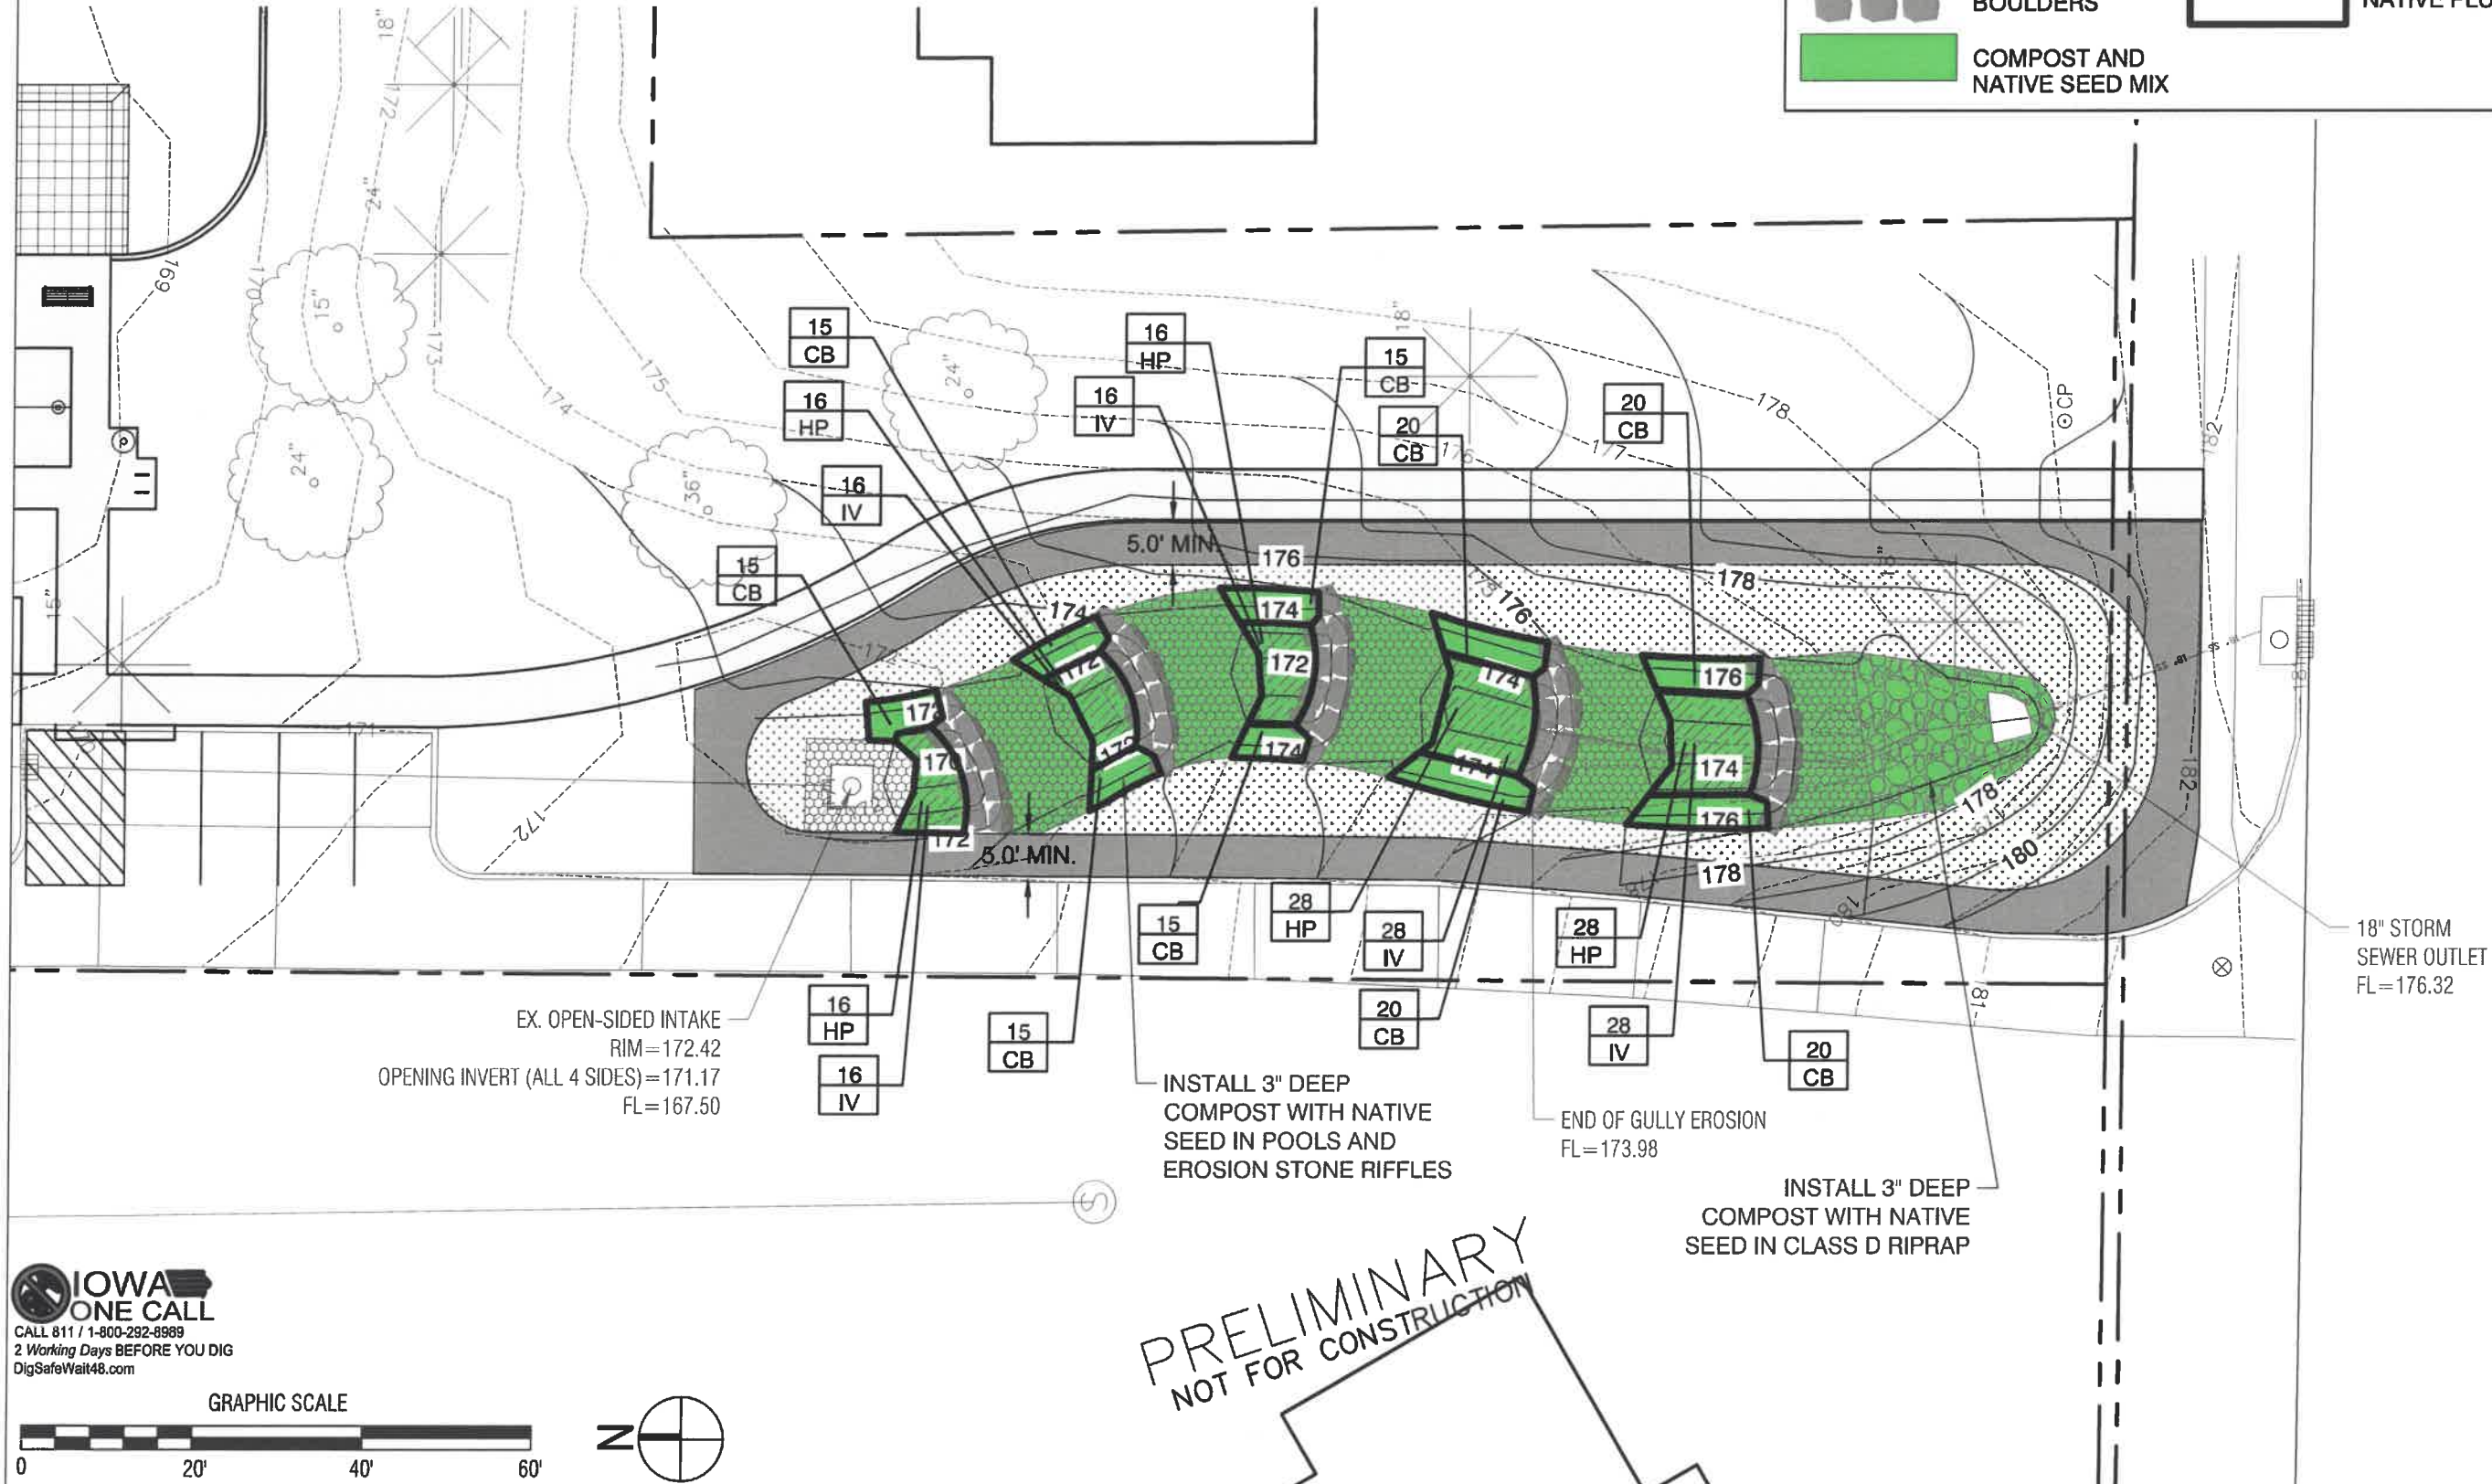 BOULDERS
COMPOST AND
NATIVE SEED MIX
18"
172
24"
169
170
15"
173
24"
174
175
36"
24"
18"
15
CB
16
HP
16
IV
15
CB
16
HP
16
IV
15
CB
20
CB
20
CB
176
177
178
CP
182
5.0' MIN.
176
174
176
178
18"
15"
171
172
172
174
172
174
172
174
174
176
174
176
172
5.0' MIN.
178
178
180
182
181
15
CB
28
HP
28
IV
28
HP
16
HP
16
IV
15
CB
20
CB
28
IV
20
CB
EX. OPEN-SIDED INTAKE
RIM=172.42
OPENING INVERT (ALL 4 SIDES)=171.17
FL=167.50
INSTALL 3" DEEP
COMPOST WITH NATIVE
SEED IN POOLS AND
EROSION STONE RIFFLES
END OF GULLY EROSION
FL=173.98
INSTALL 3" DEEP
COMPOST WITH NATIVE
SEED IN CLASS D RIPRAP
18" STORM
SEWER OUTLET
FL=176.32
S
PRELIMINARY
NOT FOR CONSTRUCTION
IOWA
ONE CALL
CALL 811 / 1-800-292-8989
2 Working Days BEFORE YOU DIG
DigSafeWait48.com
GRAPHIC SCALE
0 20' 40' 60'
N